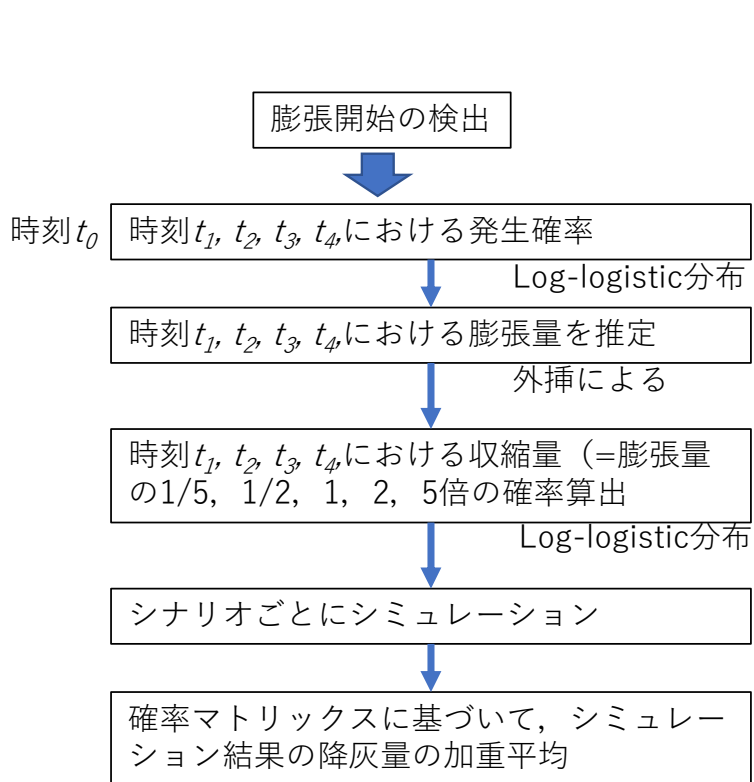 膨張開始の検出
時刻t0 時刻t1, t2, t3, t4,における発生確率
Log-logistic分布
時刻t1, t2, t3, t4,における膨張量を推定
外挿による
時刻t1, t2, t3, t4,における収縮量（=膨張量
の1/5，1/2，1，2，5倍の確率算出
Log-logistic分布
シナリオごとにシミュレーション
確率マトリックスに基づいて，シミュレー
ション結果の降灰量の加重平均